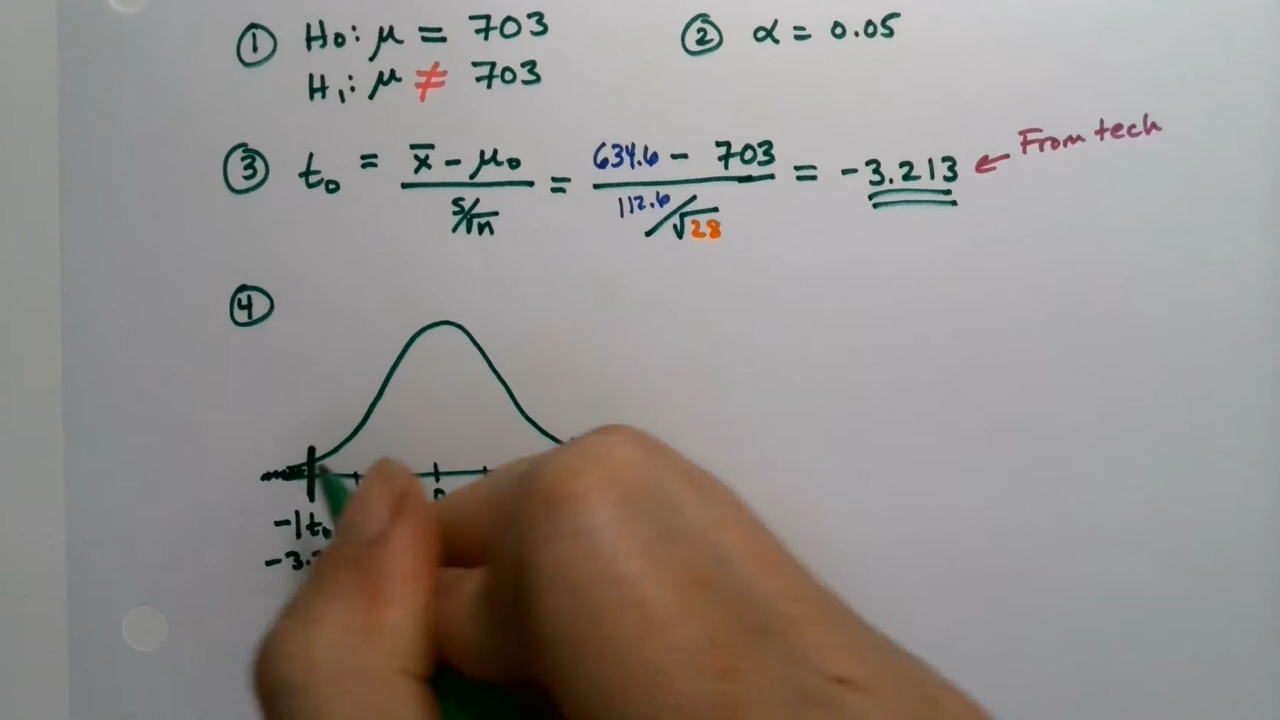 ① H₀: μ = 703
H₁: μ ≠ 703
② α = 0.05
③ t₀ = x̄ - μ₀ / s/√n = 634.6 - 703 / 112.6/√28 = -3.213 ← From tech
④
-|t₀
-3.